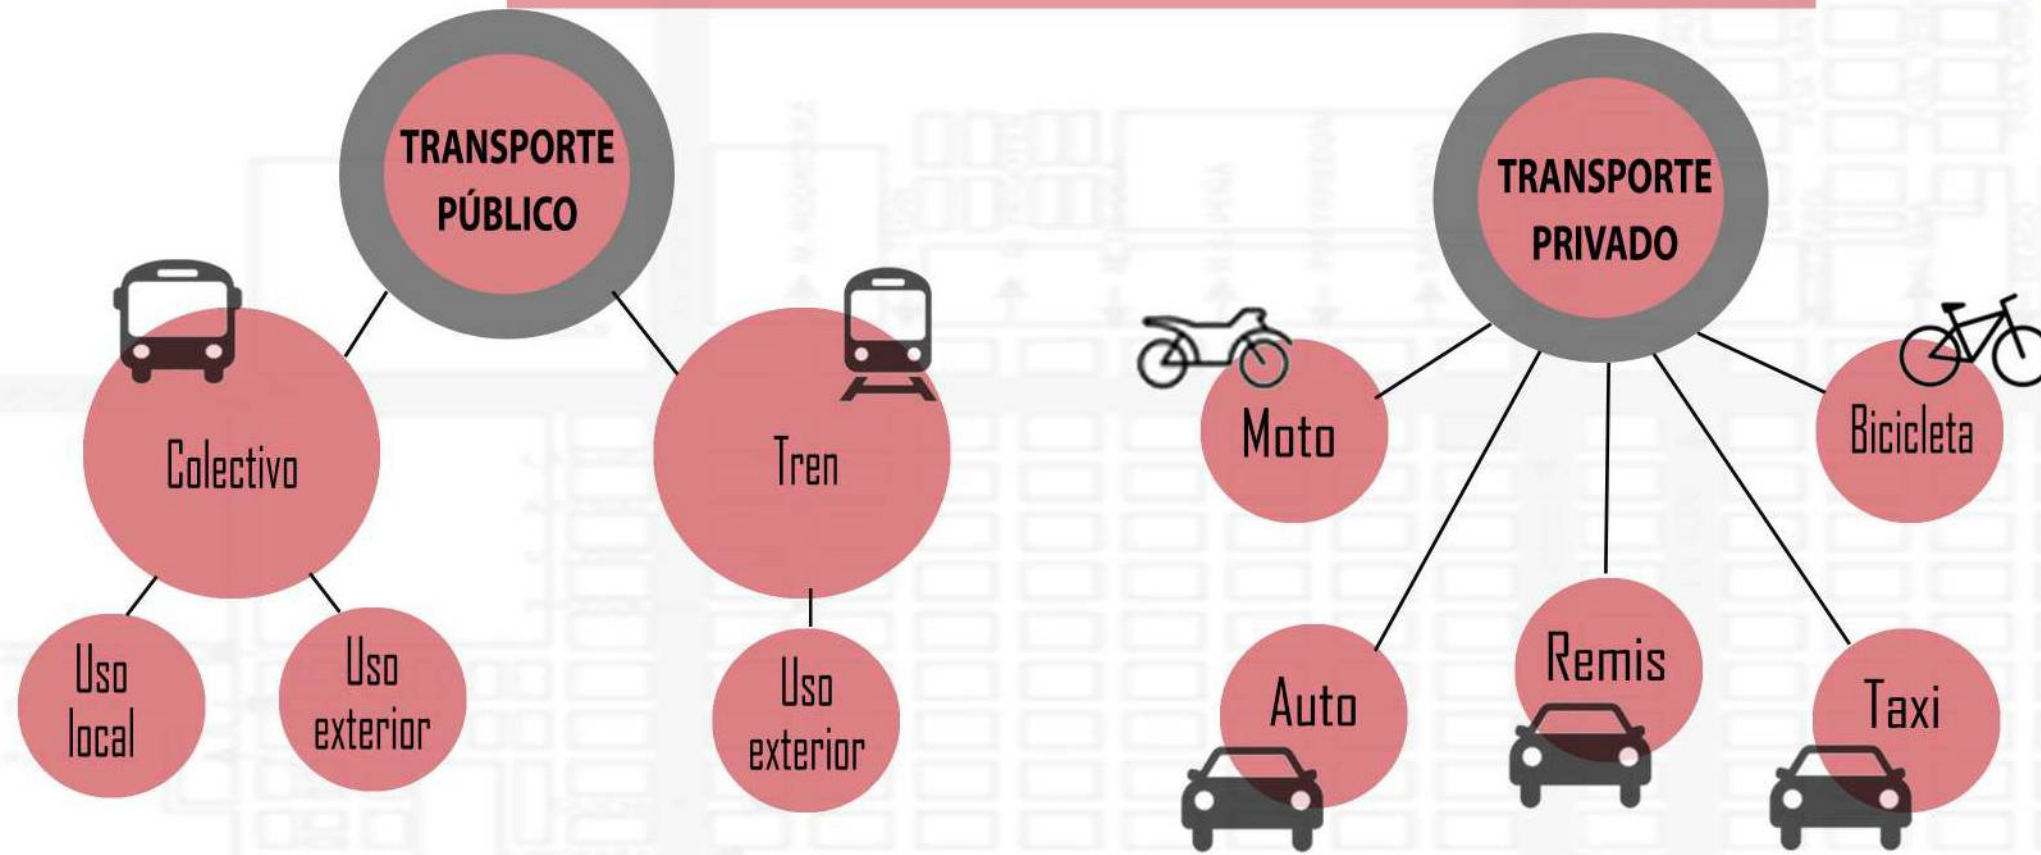 TRANSPORTE
PÚBLICO
Colectivo
Tren
Uso
local
Uso
exterior
Uso
exterior
TRANSPORTE
PRIVADO
Moto
Bicicleta
Auto
Remis
Taxi